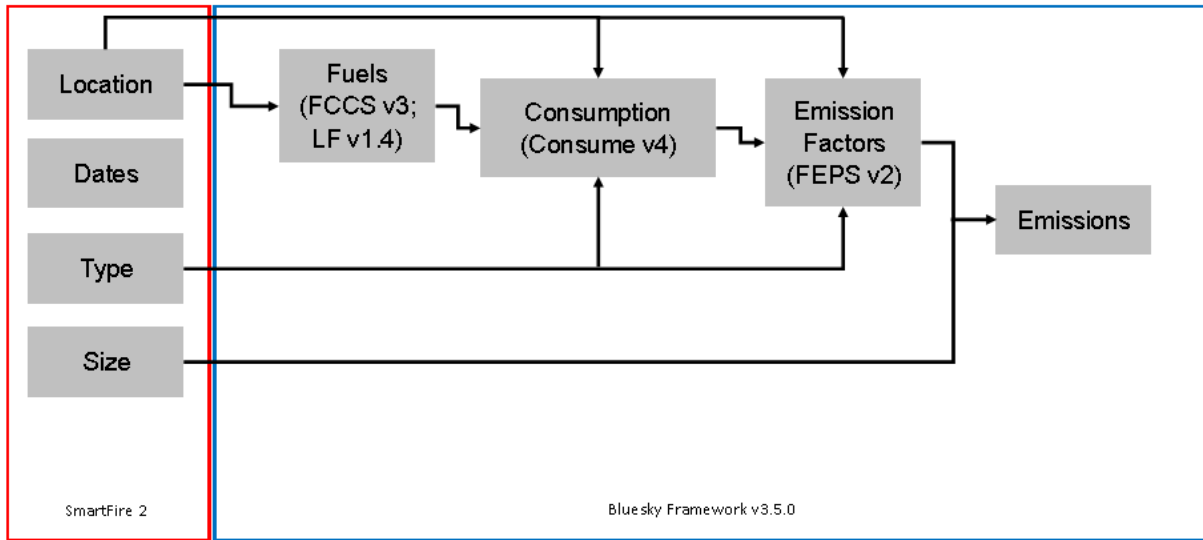 Location
Dates
Type
Size
Fuels
(FCCS v3;
LF v1.4)
Consumption
(Consume v4)
Emission
Factors
(FEPS v2)
Emissions
SmartFire 2
Bluesky Framework v3.5.0